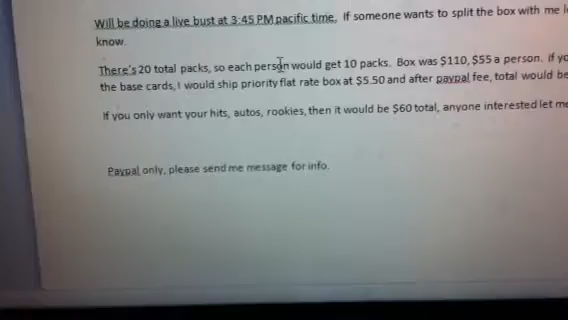 Will be doing a live bust at 3:45 PM pacific time. If someone wants to split the box with me
know.
There's 20 total packs, so each person would get 10 packs. Box was $110, $55 a person. if
the base cards, I would ship priority flat rate box at $5.50 and after paypal fee, total would be
If you only want your hits, autos, rookies, then it would be $60 total, anyone interested let me
Paypal only, please send me message for info.